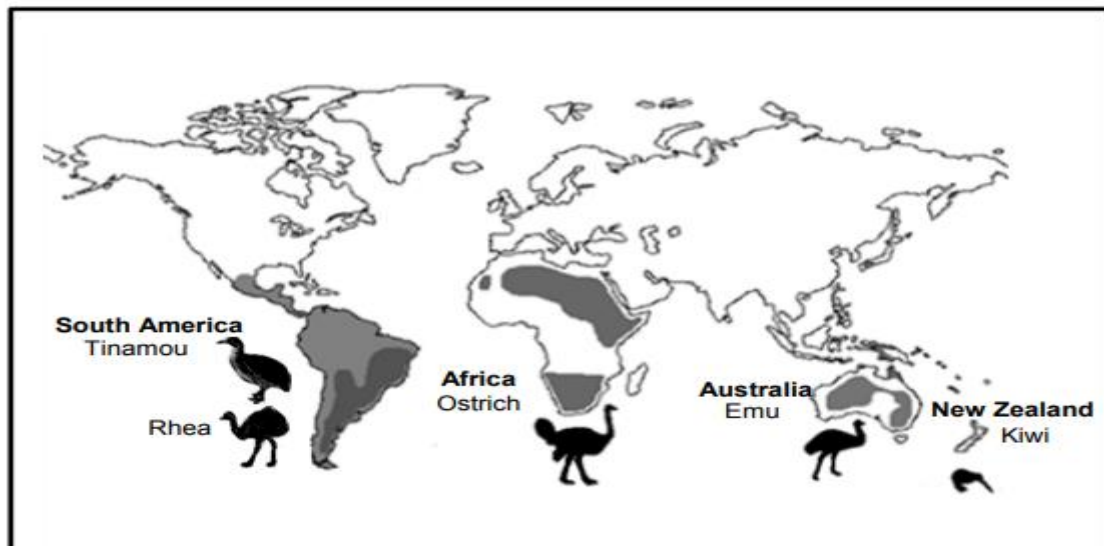 South America
Tinamou
Rhea
Africa
Ostrich
Australia
Emu
New Zealand
Kiwi